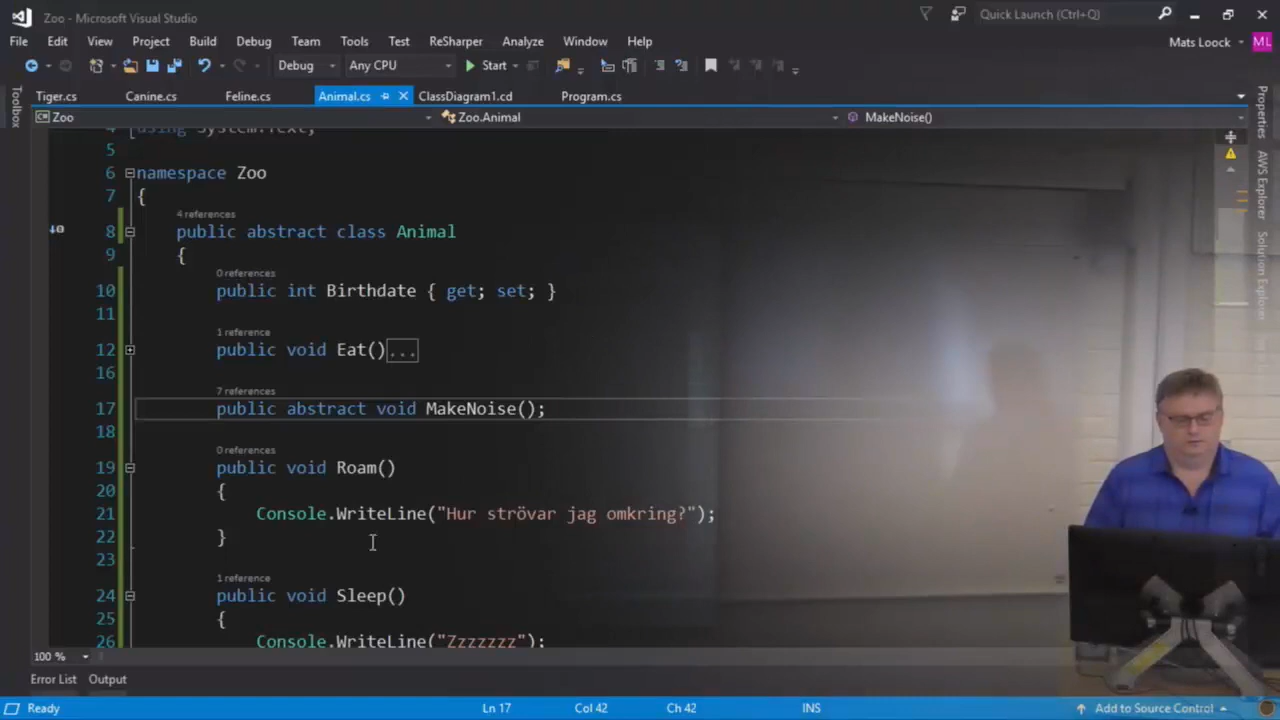 Zoo - Microsoft Visual Studio
Quick Launch (Ctrl+Q)
File Edit View Project Build Debug Team Tools Test ReSharper Analyze Window Help
Mats Loock ML
Debug Any CPU Start
Tiger.cs Canine.cs Feline.cs Animal.cs ClassDiagram1.cd Program.cs
Zoo Zoo.Animal MakeNoise()
Toolbox
Properties
AWS Explorer
Solution Explorer
4 using System.Text;
5
6 namespace Zoo
7 {
4 references
8 public abstract class Animal
9 {
0 references
10 public int Birthdate { get; set; }
11
1 reference
12 public void Eat()...
16
7 references
17 public abstract void MakeNoise();
18
0 references
19 public void Roam()
20 {
21 Console.WriteLine("Hur strövar jag omkring?");
22 }
23
1 reference
24 public void Sleep()
25 {
26 Console.WriteLine("Zzzzzzz");
100 %
Error List Output
Ready Ln 17 Col 42 Ch 42 INS Add to Source Control